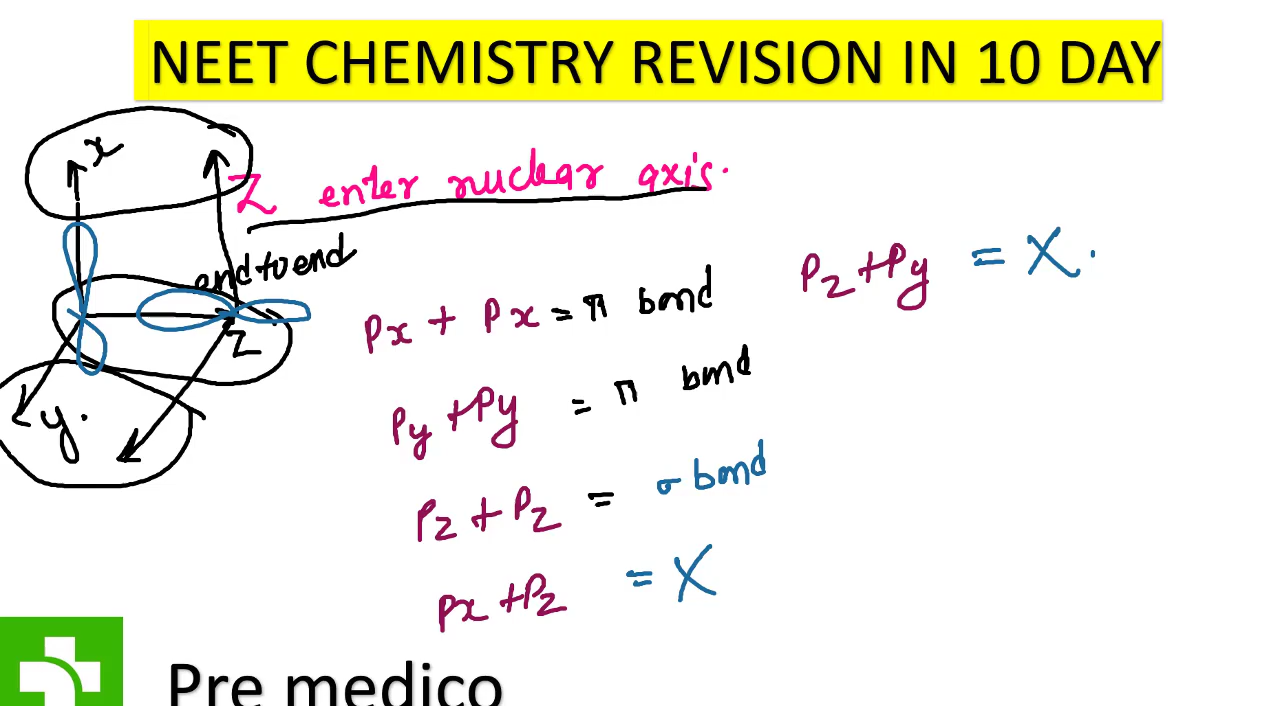 NEET CHEMISTRY REVISION IN 10 DAY
x
Z enter nuclear axis.
end to end
Z
y.
Px + Px = π bond
Py + Py = π bond
Pz + Pz = σ bond
Px + Pz = X
Pz + Py = X.
Pre medico